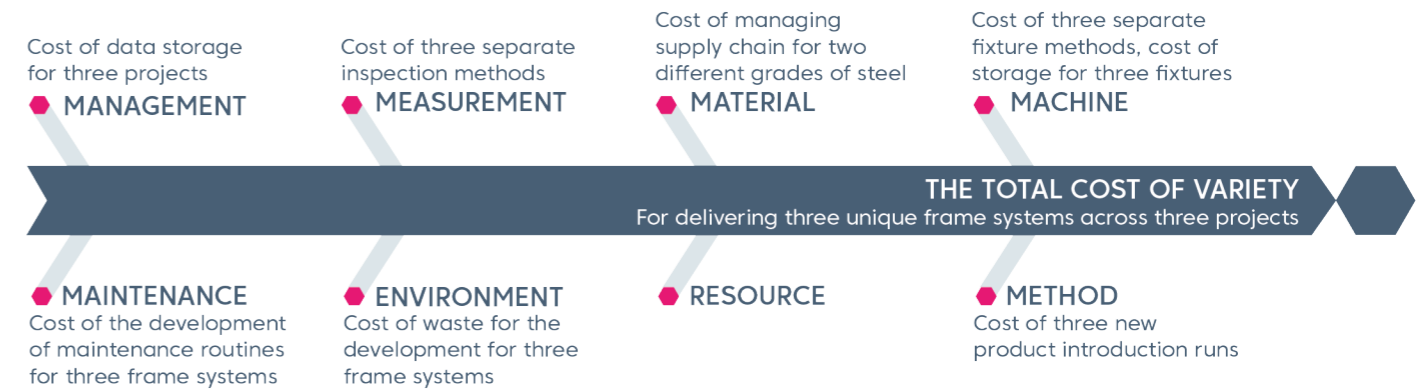 Cost of data storage
for three projects
MANAGEMENT
Cost of three separate
inspection methods
MEASUREMENT
Cost of managing
supply chain for two
different grades of steel
MATERIAL
Cost of three separate
fixture methods, cost of
storage for three fixtures
MACHINE
THE TOTAL COST OF VARIETY
For delivering three unique frame systems across three projects
MAINTENANCE
Cost of the development
of maintenance routines
for three frame systems
ENVIRONMENT
Cost of waste for the
development for three
frame systems
RESOURCE
METHOD
Cost of three new
product introduction runs